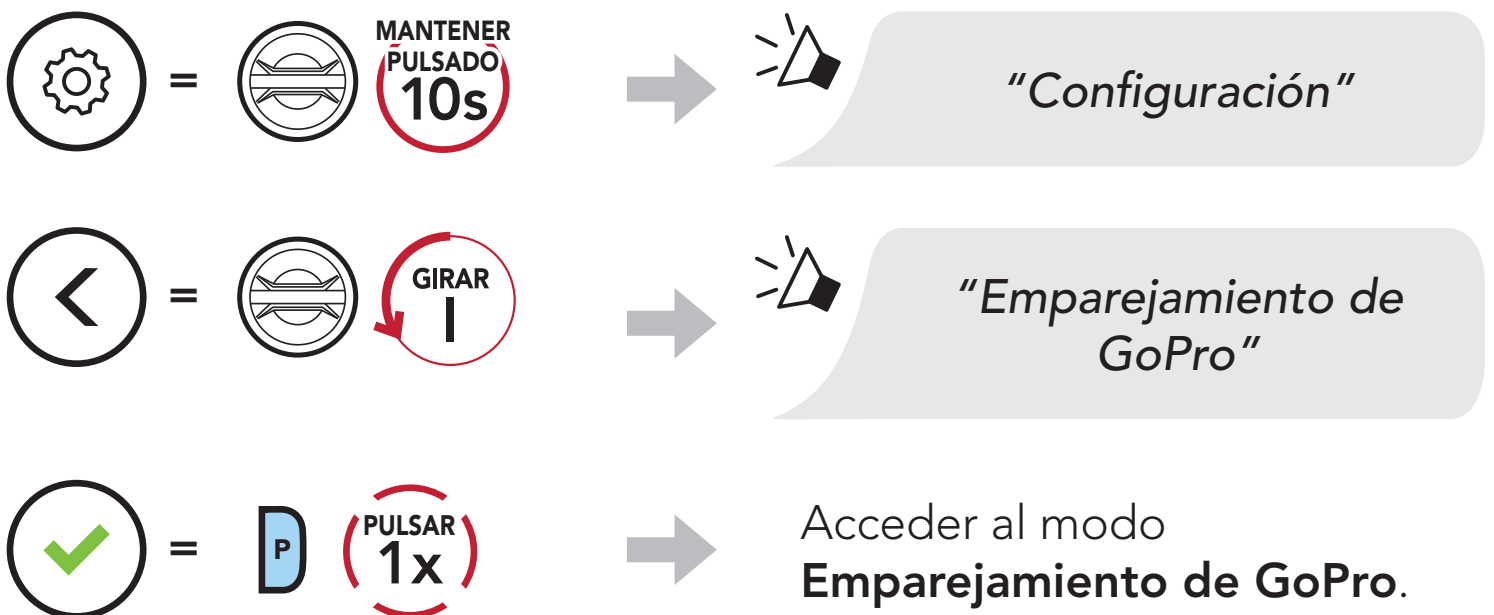 =
MANTENER
PULSADO
10s
"Configuración"
=
GIRAR
I
"Emparejamiento de
GoPro"
=
P
PULSAR
1x
Acceder al modo
Emparejamiento de GoPro.